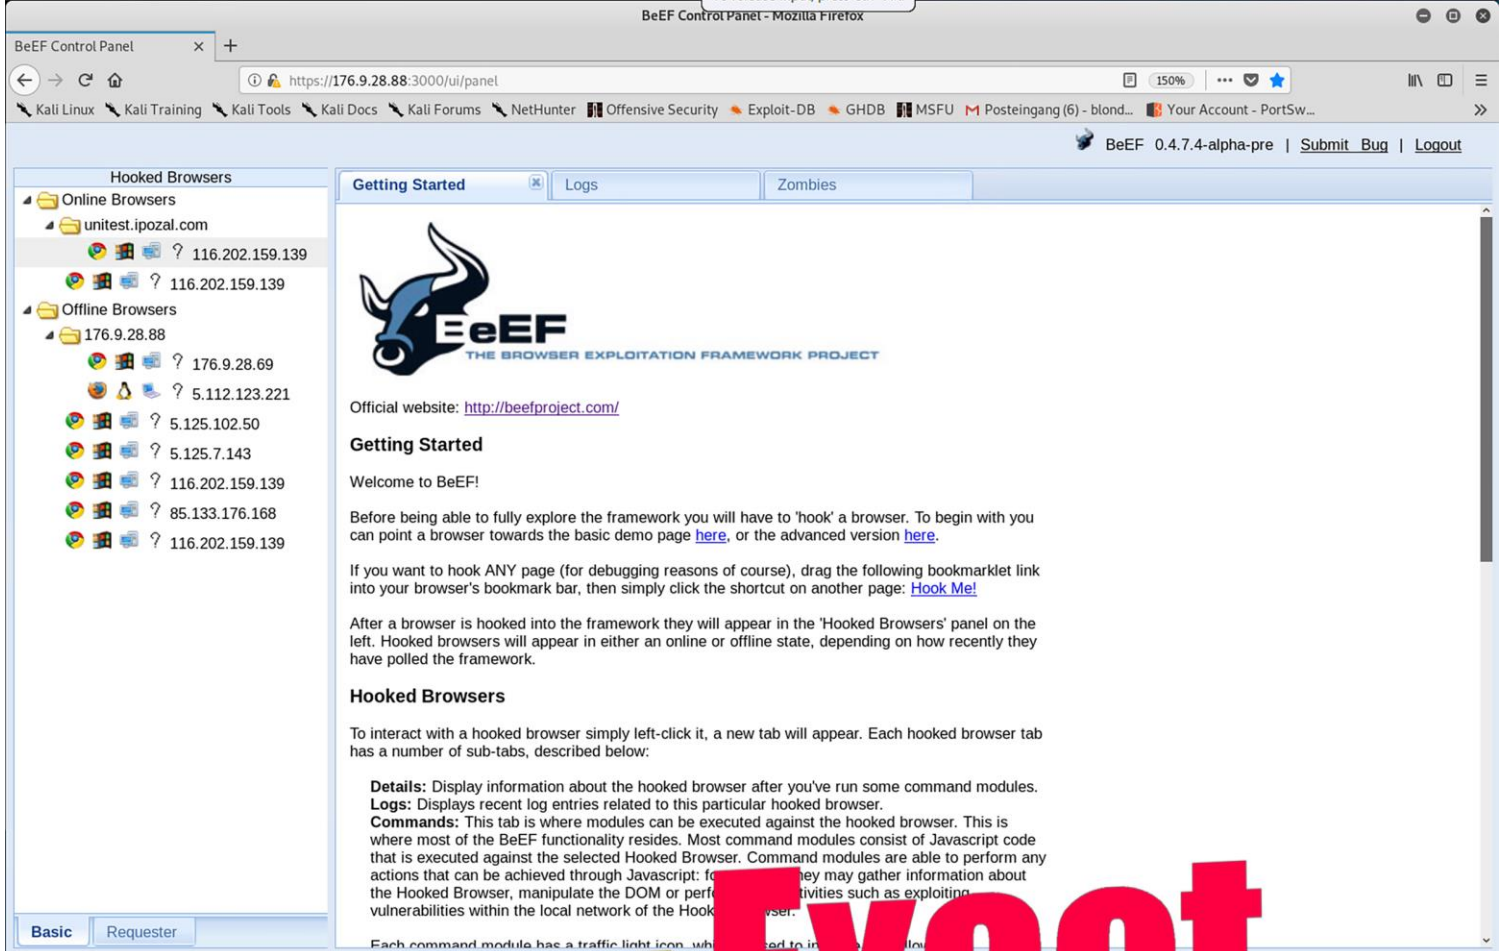 BeEF Control Panel - Mozilla Firefox
BeEF Control Panel × +
https://176.9.28.88:3000/ui/panel 150%
Kali Linux Kali Training Kali Tools Kali Docs Kali Forums NetHunter Offensive Security Exploit-DB GHDB MSFU Posteingang (6) - blond... Your Account - PortSw...
BeEF 0.4.7.4-alpha-pre | Submit Bug | Logout
Hooked Browsers
Online Browsers
unitest.ipozal.com
? 116.202.159.139
? 116.202.159.139
Offline Browsers
176.9.28.88
? 176.9.28.69
? 5.112.123.221
? 5.125.102.50
? 5.125.7.143
? 116.202.159.139
? 85.133.176.168
? 116.202.159.139
Basic Requester
Getting Started Logs Zombies
BeEF
THE BROWSER EXPLOITATION FRAMEWORK PROJECT
Official website: http://beefproject.com/
Getting Started
Welcome to BeEF!
Before being able to fully explore the framework you will have to 'hook' a browser. To begin with you
can point a browser towards the basic demo page here, or the advanced version here.
If you want to hook ANY page (for debugging reasons of course), drag the following bookmarklet link
into your browser's bookmark bar, then simply click the shortcut on another page: Hook Me!
After a browser is hooked into the framework they will appear in the 'Hooked Browsers' panel on the
left. Hooked browsers will appear in either an online or offline state, depending on how recently they
have polled the framework.
Hooked Browsers
To interact with a hooked browser simply left-click it, a new tab will appear. Each hooked browser tab
has a number of sub-tabs, described below:
Details: Display information about the hooked browser after you've run some command modules.
Logs: Displays recent log entries related to this particular hooked browser.
Commands: This tab is where modules can be executed against the hooked browser. This is
where most of the BeEF functionality resides. Most command modules consist of Javascript code
that is executed against the selected Hooked Browser. Command modules are able to perform any
actions that can be achieved through Javascript: they may gather information about
the Hooked Browser, manipulate the DOM or such as exploiting
vulnerabilities within the local network of the
Each command module has a traffic light icon,